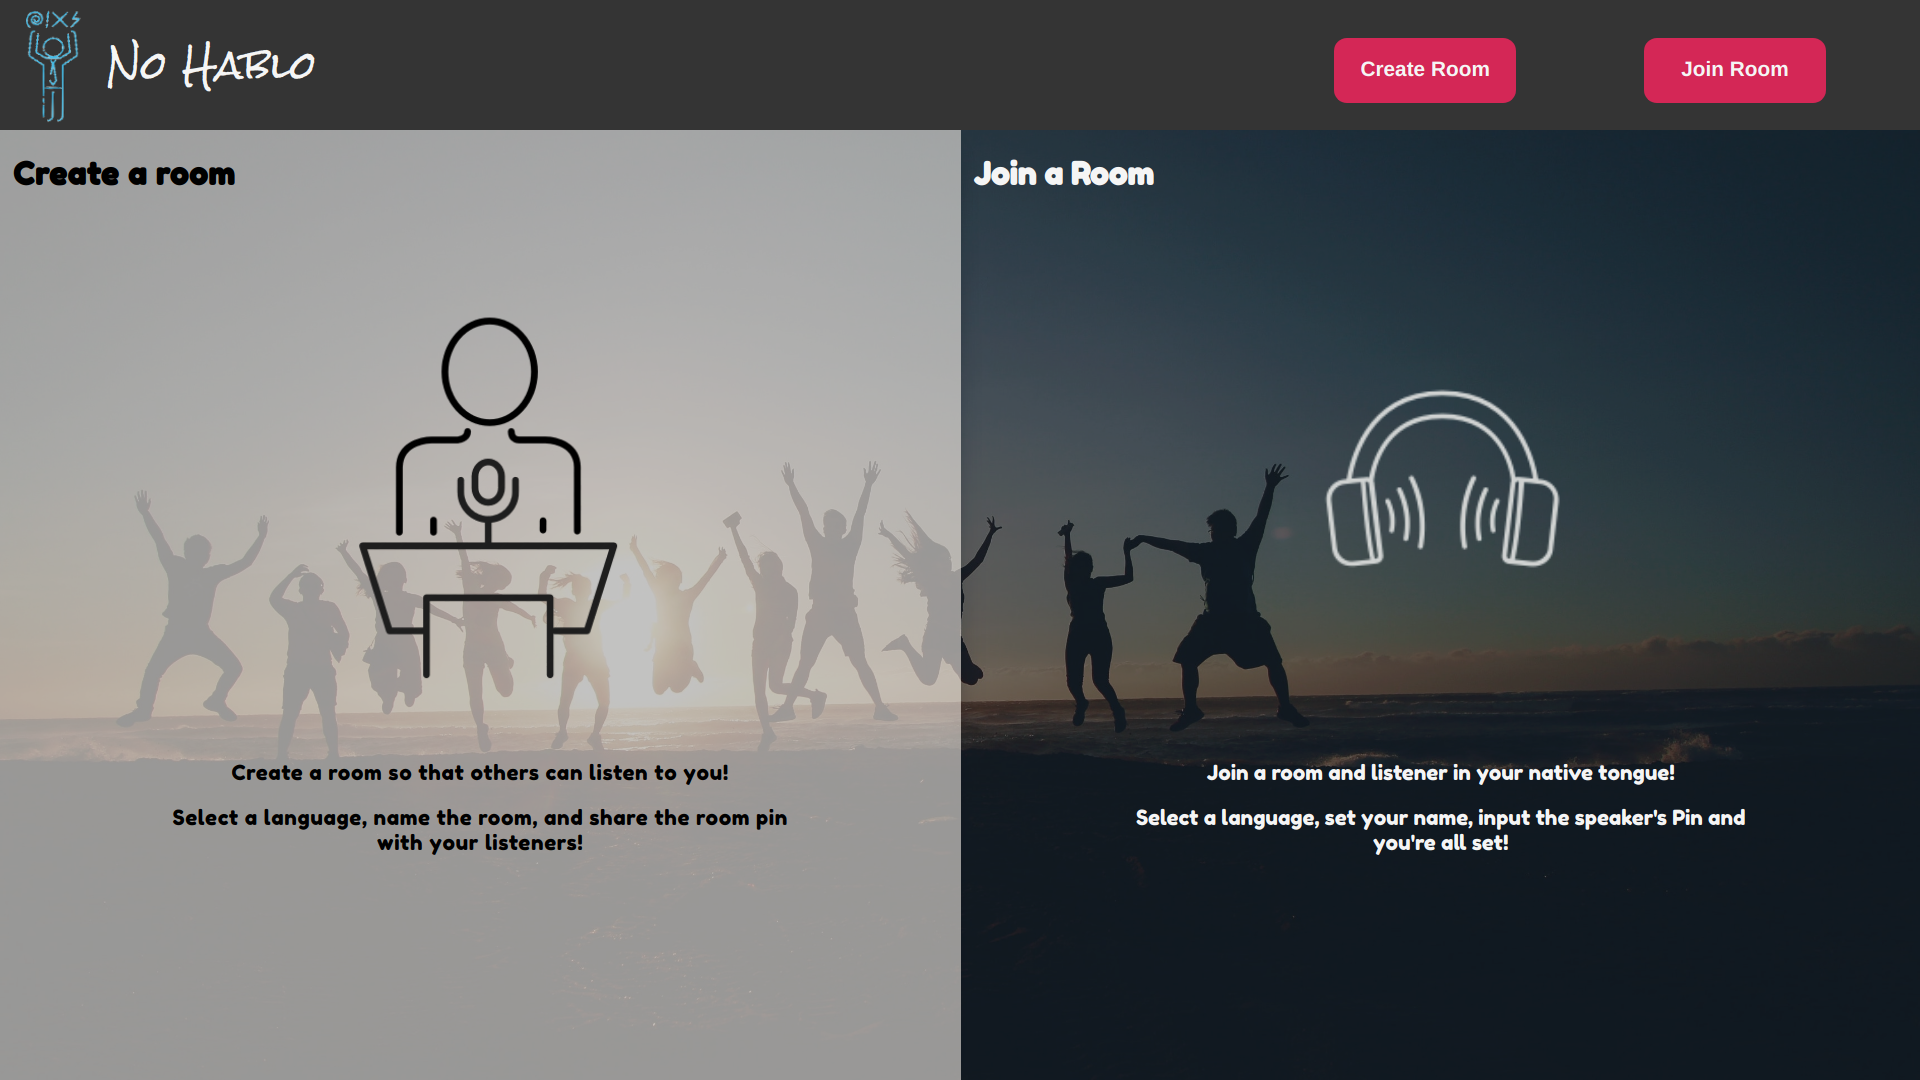 No Hablo
Create Room
Join Room
Create a room
Join a Room
Create a room so that others can listen to you!
Select a language, name the room, and share the room pin
with your listeners!
Join a room and listener in your native tongue!
Select a language, set your name, input the speaker's Pin and
you're all set!